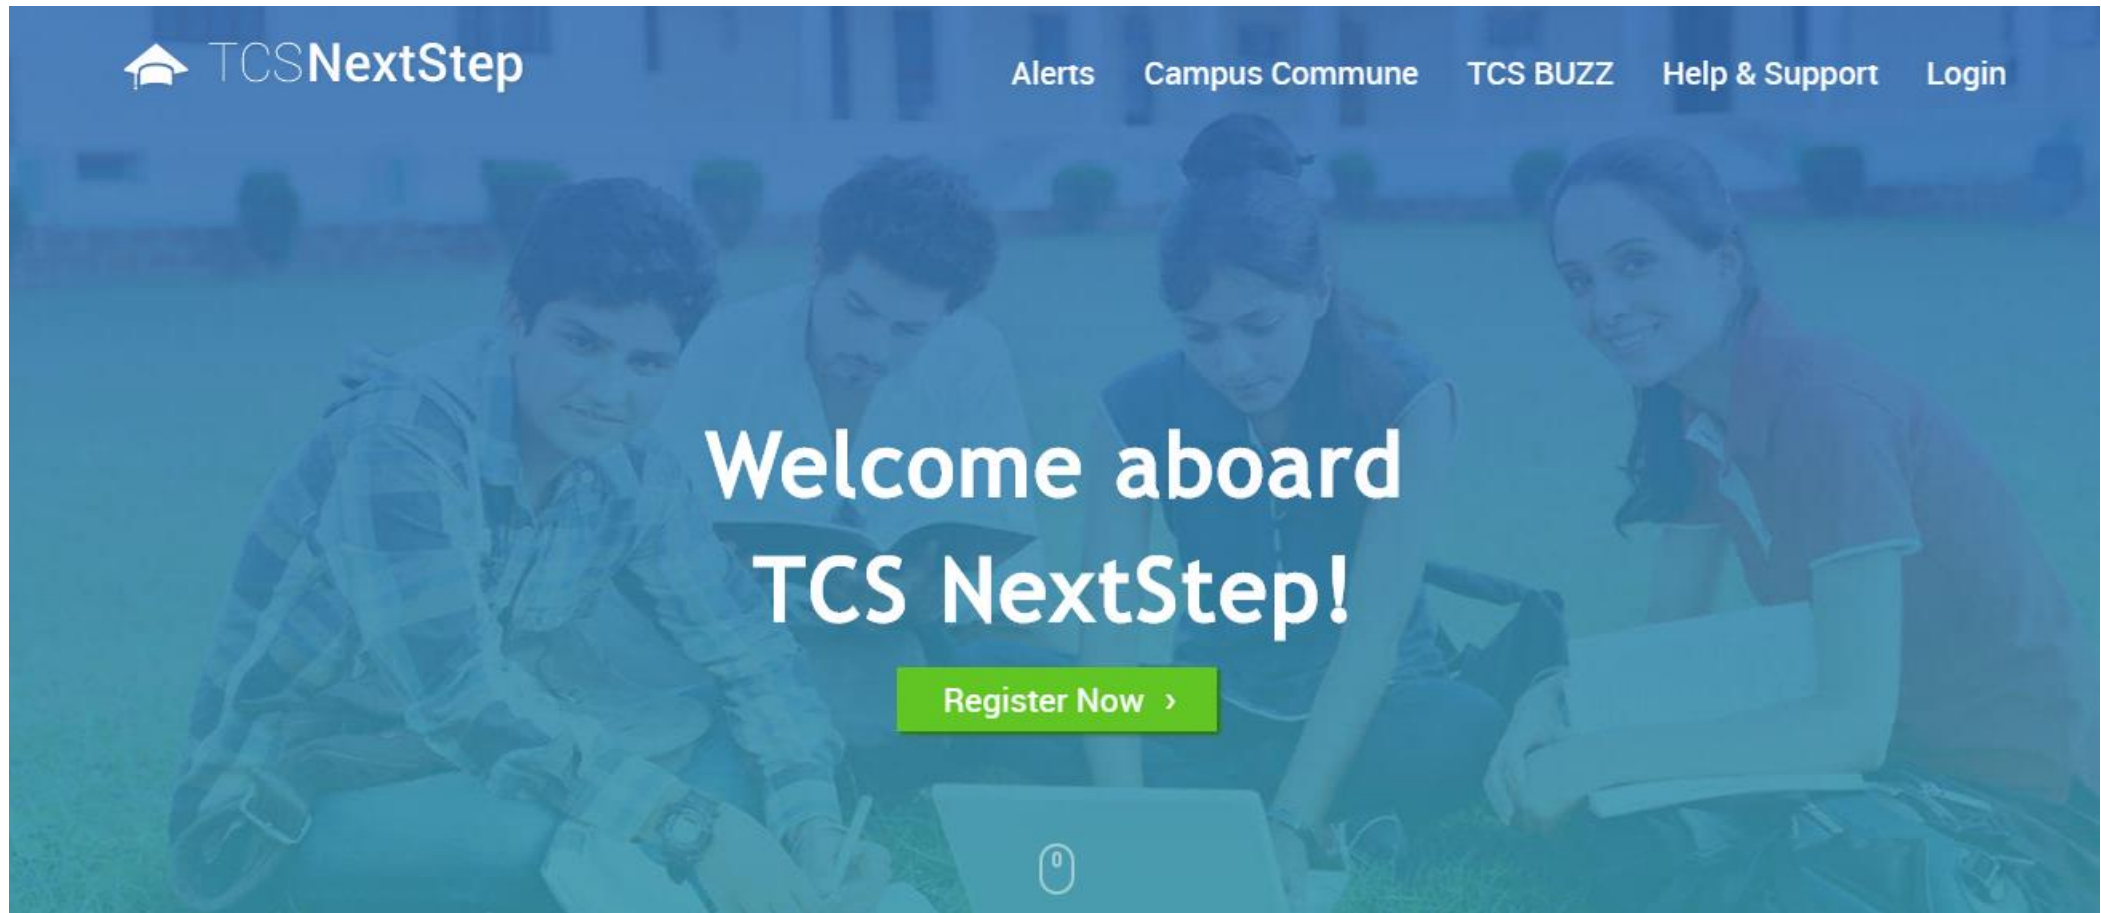 TCSNextStep
Alerts Campus Commune TCS BUZZ Help & Support Login
Welcome aboard
TCS NextStep!
Register Now ›